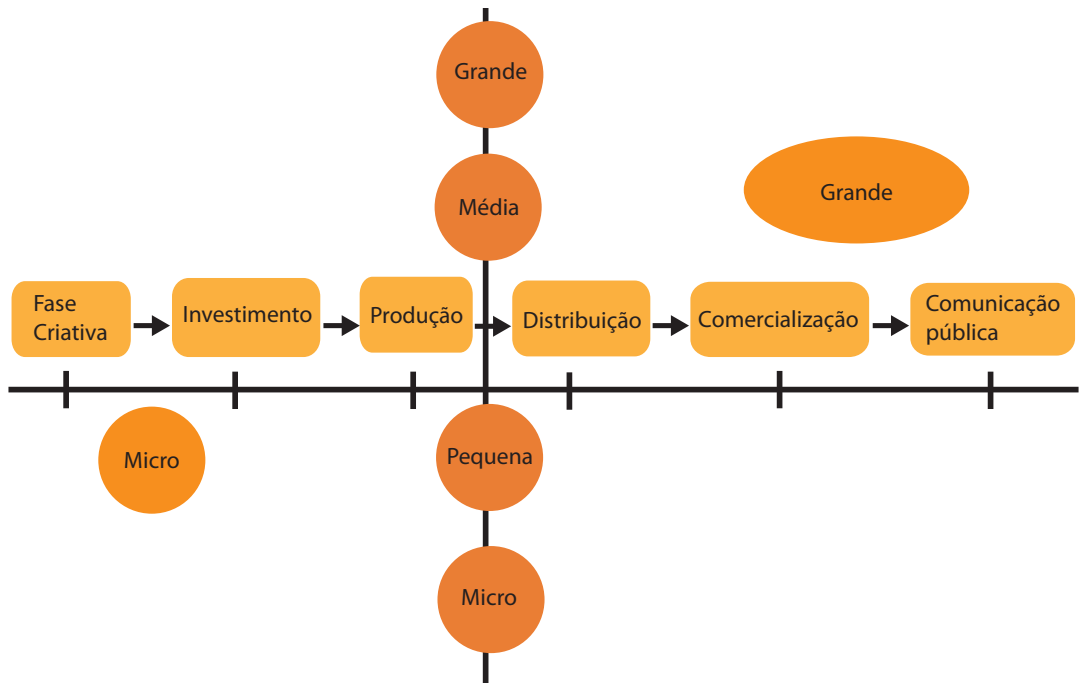 Grande
Média
Grande
Fase
Criativa
Investimento
Produção
Distribuição
Comercialização
Comunicação
pública
Micro
Pequena
Micro